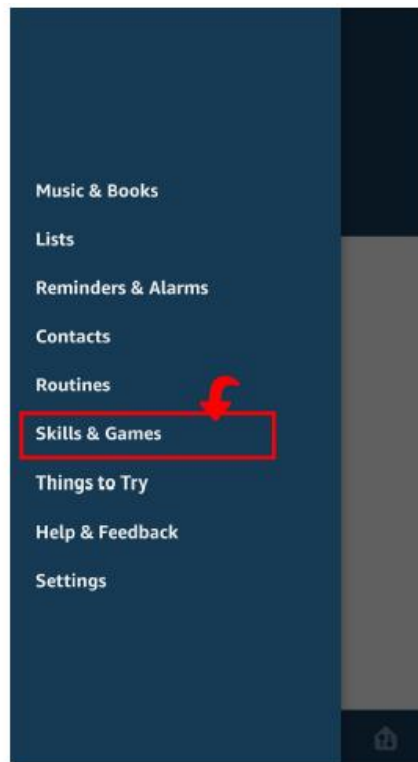 Music & Books
Lists
Reminders & Alarms
Contacts
Routines
Skills & Games
Things to Try
Help & Feedback
Settings